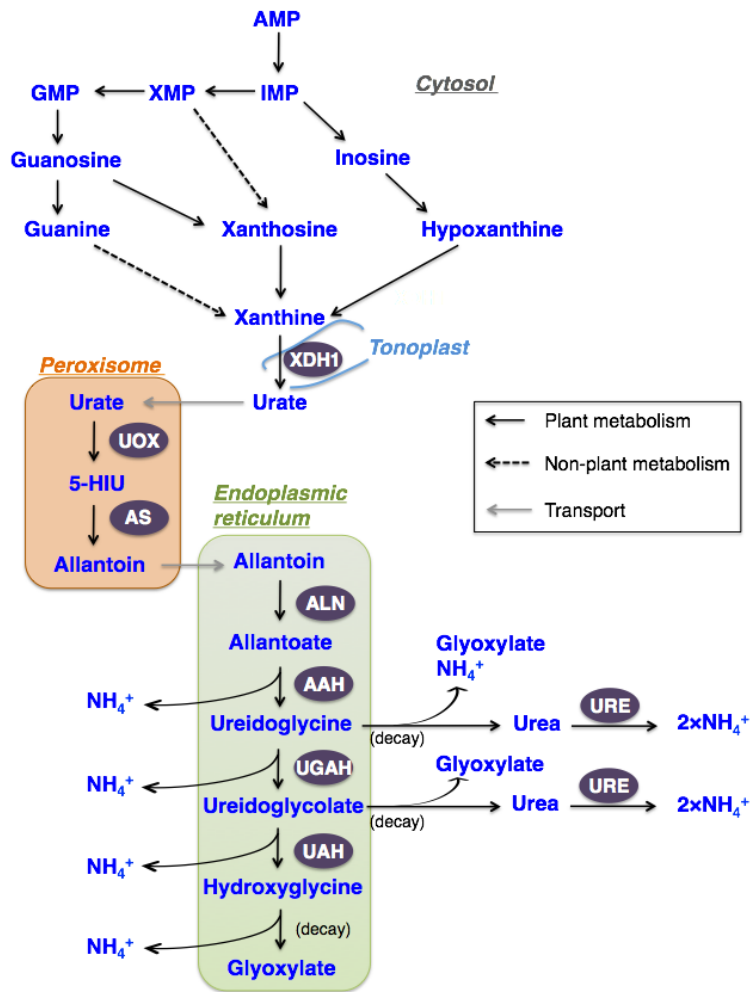 AMP
GMP
XMP
IMP
Cytosol
Guanosine
Inosine
Guanine
Xanthosine
Hypoxanthine
Xanthine
Tonoplast
XDH1
Peroxisome
Urate
Urate
UOX
5-HIU
AS
Allantoin
Plant metabolism
Non-plant metabolism
Transport
Endoplasmic
reticulum
Allantoin
ALN
Allantoate
AAH
NH₄⁺
Glyoxylate
NH₄⁺
Ureidoglycine
(decay)
Urea
URE
2×NH₄⁺
UGAH
NH₄⁺
Glyoxylate
Ureidoglycolate
(decay)
Urea
URE
2×NH₄⁺
UAH
NH₄⁺
Hydroxyglycine
(decay)
NH₄⁺
Glyoxylate